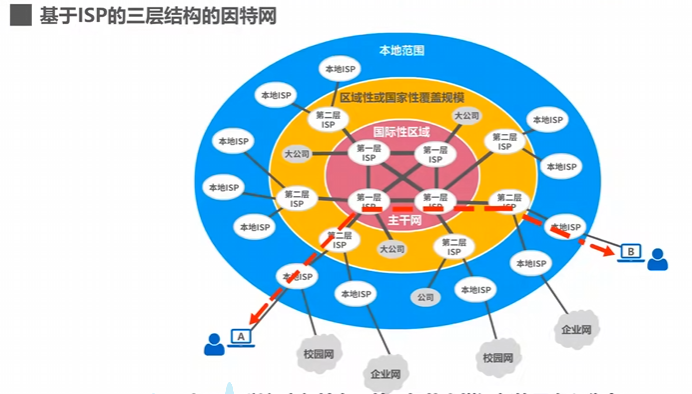 基于ISP的三层结构的因特网
本地范围
本地ISP
本地ISP
区域性或国家性覆盖规模
第二层
ISP
大公司
本地ISP
国际性区域
本地ISP
第二层
ISP
大公司
第一层
ISP
第一层
ISP
本地ISP
本地ISP
第二层
ISP
第一层
ISP
第一层
ISP
第二层
ISP
主干网
本地ISP
本地ISP
第二层
ISP
大公司
第二层
ISP
B
本地ISP
本地ISP
本地ISP
公司
本地ISP
A
企业网
校园网
校园网
企业网